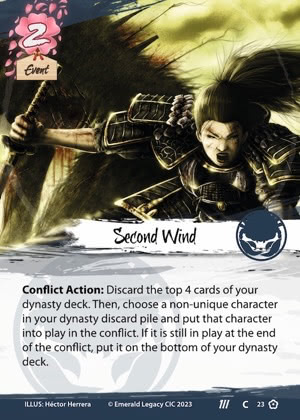 2
Event
Second Wind
Conflict Action: Discard the top 4 cards of your
dynasty deck. Then, choose a non-unique character
in your dynasty discard pile and put that character
into play in the conflict. If it is still in play at the end
of the conflict, put it on the bottom of your dynasty
deck.
ILLUS: Héctor Herrera © Emerald Legacy CIC 2023 C 23